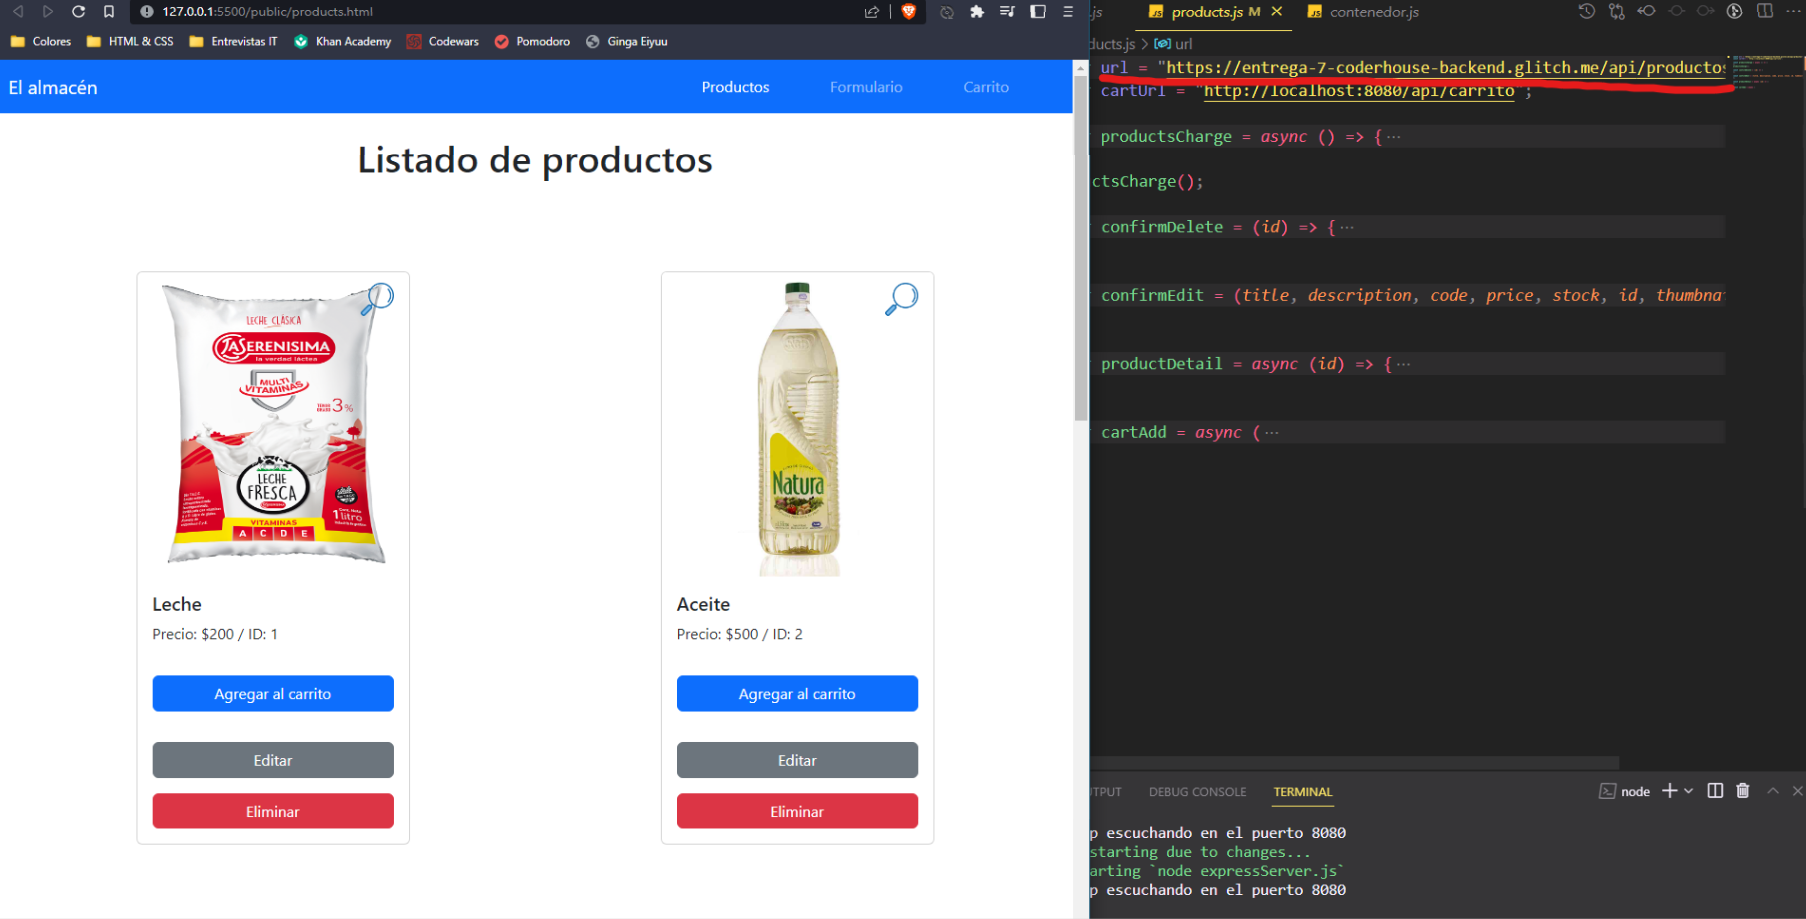 127.0.0.1:5500/public/products.html
Colores HTML & CSS Entrevistas IT Khan Academy Codewars Pomodoro Ginga Eiyuu
El almacén Productos Formulario Carrito
Listado de productos
LECHE CLÁSICA
LASERENISIMA
la verdad láctea
MULTI
VITAMINAS
3%
LECHE
FRESCA
1 litro
VITAMINAS
A C D E
Leche
Precio: $200 / ID: 1
Agregar al carrito
Editar
Eliminar
Natura
Aceite
Precio: $500 / ID: 2
Agregar al carrito
Editar
Eliminar
.js products.js M contenedor.js
ducts.js > url
url = "https://entrega-7-coderhouse-backend.glitch.me/api/productos
cartUrl = "http://localhost:8080/api/carrito";
productsCharge = async () => {···
ctsCharge();
confirmDelete = (id) => {···
confirmEdit = (title, description, code, price, stock, id, thumbna
productDetail = async (id) => {···
cartAdd = async (···
TPUT DEBUG CONSOLE TERMINAL node
p escuchando en el puerto 8080
starting due to changes...
arting `node expressServer.js`
p escuchando en el puerto 8080